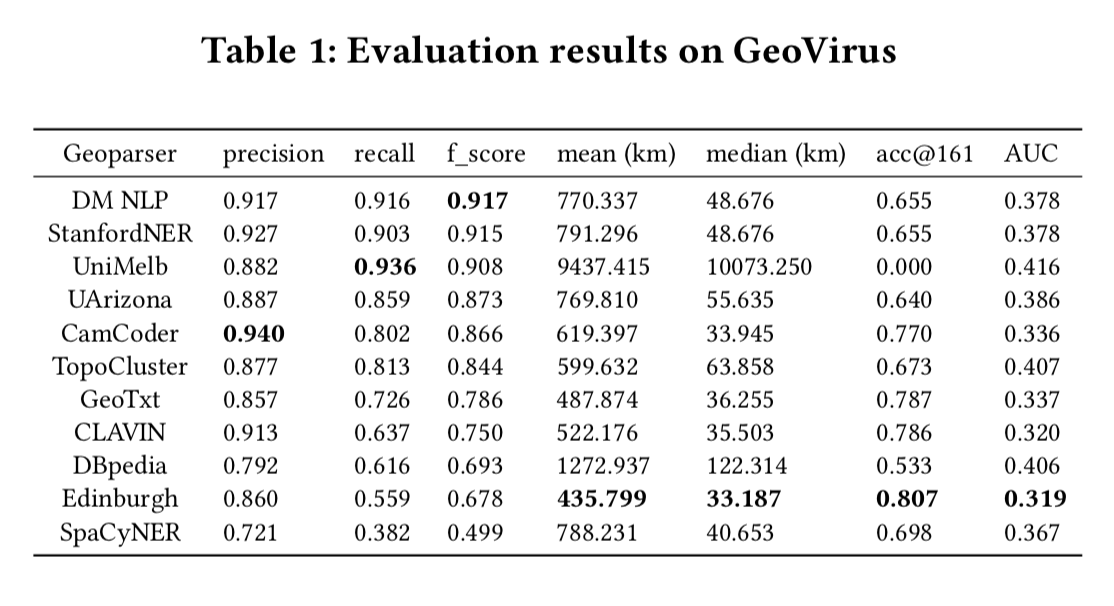 Table 1: Evaluation results on GeoVirus
Geoparser precision recall f_score mean (km) median (km) acc@161 AUC
DM NLP 0.917 0.916 0.917 770.337 48.676 0.655 0.378
StanfordNER 0.927 0.903 0.915 791.296 48.676 0.655 0.378
UniMelb 0.882 0.936 0.908 9437.415 10073.250 0.000 0.416
UArizona 0.887 0.859 0.873 769.810 55.635 0.640 0.386
CamCoder 0.940 0.802 0.866 619.397 33.945 0.770 0.336
TopoCluster 0.877 0.813 0.844 599.632 63.858 0.673 0.407
GeoTxt 0.857 0.726 0.786 487.874 36.255 0.787 0.337
CLAVIN 0.913 0.637 0.750 522.176 35.503 0.786 0.320
DBpedia 0.792 0.616 0.693 1272.937 122.314 0.533 0.406
Edinburgh 0.860 0.559 0.678 435.799 33.187 0.807 0.319
SpaCyNER 0.721 0.382 0.499 788.231 40.653 0.698 0.367